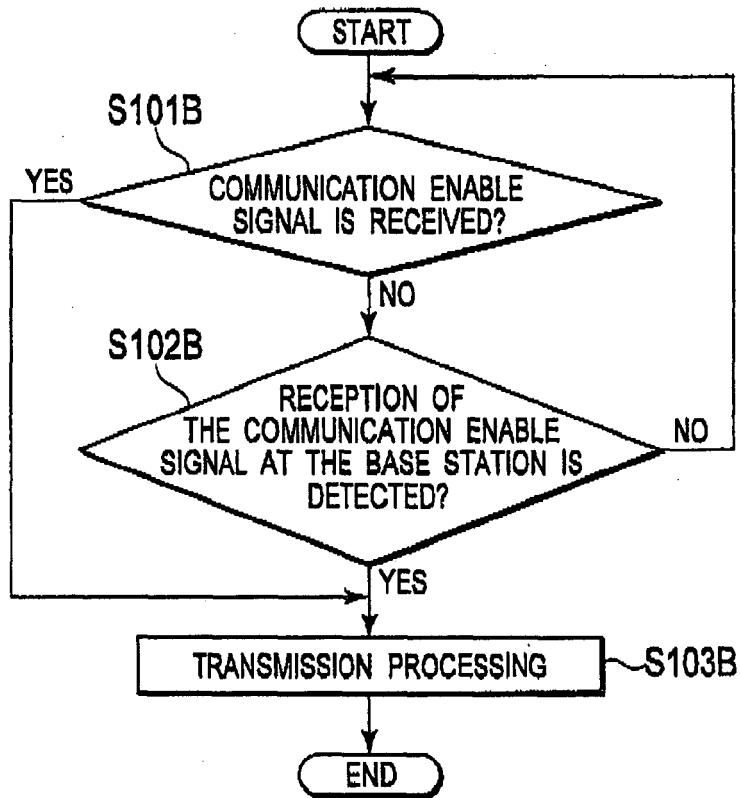 START
S101B
YES
COMMUNICATION ENABLE
SIGNAL IS RECEIVED?
NO
S102B
RECEPTION OF
THE COMMUNICATION ENABLE
SIGNAL AT THE BASE STATION IS
DETECTED?
NO
YES
TRANSMISSION PROCESSING
S103B
END